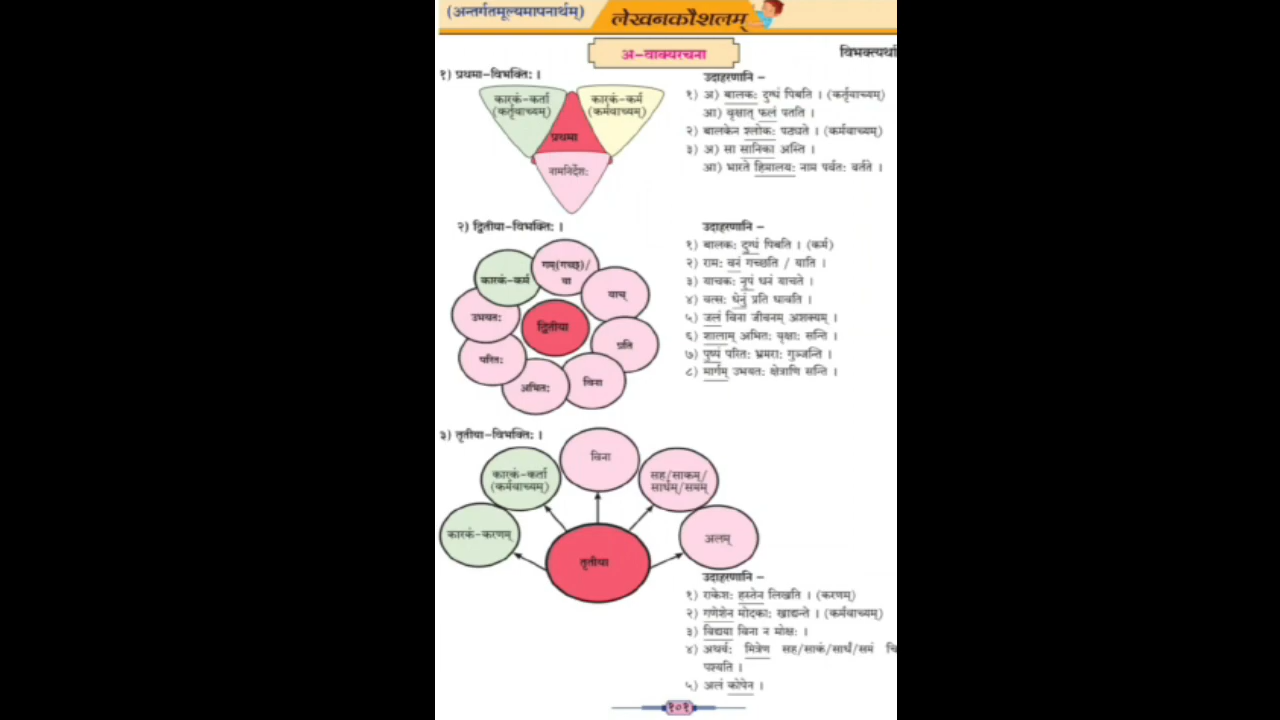 (अन्तर्गतमूल्यमापनार्थम्)
लेखनकौशलम्
अ-वाक्यरचना
विभक्त्यर्था
१) प्रथमा-विभक्तिः ।
कारकं-कर्ता
(कर्तृवाच्यम्)
कारकं-कर्म
(कर्मवाच्यम्)
प्रथमा
नामनिर्देशः
उदाहरणानि –
१) अ) बालकः दुग्धं पिबति । (कर्तृवाच्यम्)
आ) वृक्षात् फलं पतति ।
२) बालकेन श्लोकः पठ्यते । (कर्मवाच्यम्)
३) अ) सा सानिका अस्ति ।
आ) भारते हिमालयः नाम पर्वतः वर्तते ।
२) द्वितीया-विभक्तिः ।
कारकं-कर्म
गम्(गच्छ्)/
या
याच्
प्रति
विना
अभितः
परितः
उभयतः
द्वितीया
उदाहरणानि –
१) बालकः दुग्धं पिबति । (कर्म)
२) रामः वनं गच्छति / याति ।
३) याचकः नृपं धनं याचते ।
४) वत्सः धेनुं प्रति धावति ।
५) जलं विना जीवनम् अशक्यम् ।
६) शालाम् अभितः वृक्षाः सन्ति ।
७) पुष्पं परितः भ्रमराः गुञ्जन्ति ।
८) मार्गम् उभयतः क्षेत्राणि सन्ति ।
३) तृतीया-विभक्तिः ।
कारकं-करणम्
कारकं-कर्ता
(कर्मवाच्यम्)
विना
सह/साकम्/
सार्धम्/समम्
अलम्
तृतीया
उदाहरणानि –
१) राकेशः हस्तेन लिखति । (करणम्)
२) गणेशेन मोदकाः खाद्यन्ते । (कर्मवाच्यम्)
३) विद्यया विना न मोक्षः ।
४) अथर्वः मित्रेण सह/साकं/सार्धं/समं चि
पश्यति ।
५) अलं कोपेन ।
१०१